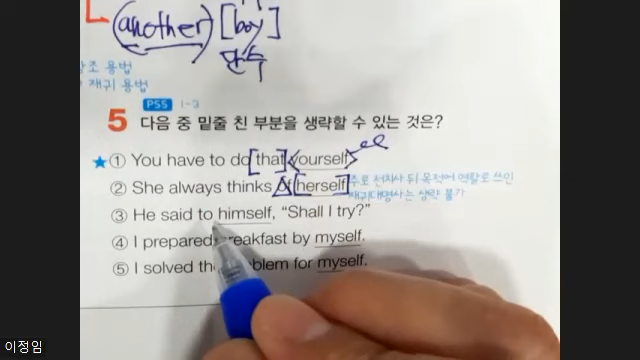 (another) [boy]
단수
강조 용법
재귀 용법
PSS 1-3
5 다음 중 밑줄 친 부분을 생략할 수 있는 것은?
★ ① You have to do [that] <yourself>
② She always thinks of [herself] 주로 전치사 뒤 목적어 역할로 쓰인
재귀대명사는 생략 불가
③ He said to himself, “Shall I try?”
④ I prepared breakfast by myself.
⑤ I solved the problem for myself.
이정임